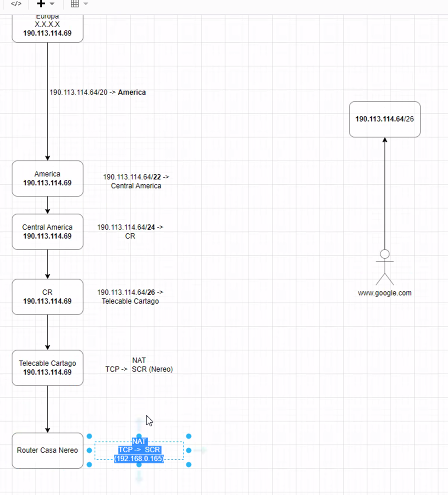 Europa
X.X.X.X
190.113.114.69
190.113.114.64/20 -> America
190.113.114.64/26
America
190.113.114.69
190.113.114.64/22 ->
Central America
Central America
190.113.114.69
190.113.114.64/24 ->
CR
www.google.com
CR
190.113.114.69
190.113.114.64/26 ->
Telecable Cartago
Telecable Cartago
190.113.114.69
NAT
TCP -> SCR (Nereo)
Router Casa Nereo
NAT
TCP -> SCR
(192.168.0.165)